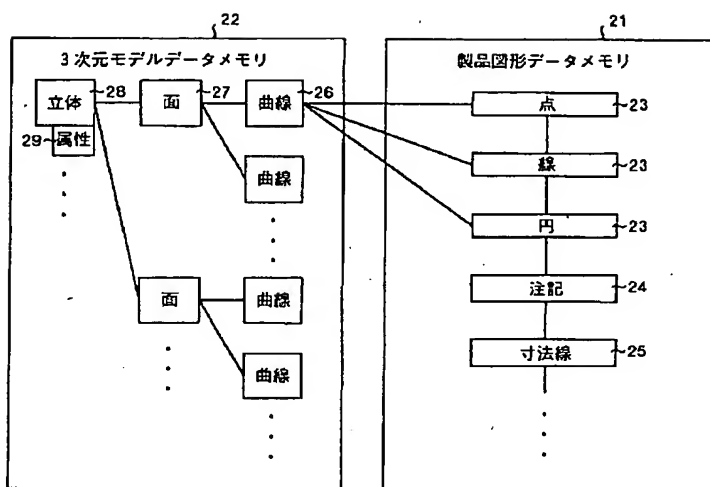 22
21
3次元モデルデータメモリ
製品図形データメモリ
28
27
26
立体
面
曲線
点
23
29
属性
曲線
線
23
円
23
面
曲線
注記
24
曲線
寸法線
25